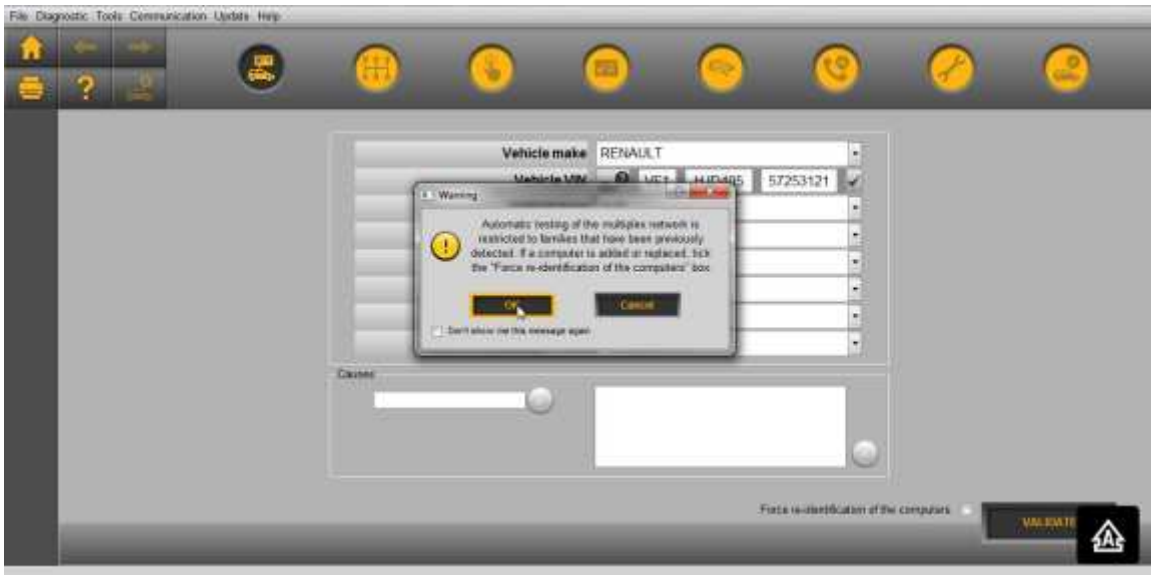 File Diagnostic Tools Communication Update Help
Vehicle make RENAULT
Vehicle VIN VF1 57253121
Warning
Automatic testing of the multiplex network is
restricted to families that have been previously
detected. If a computer is added or replaced, tick
the "Force re-identification of the computers" box
OK Cancel
Don't show me this message again
Causes
Force re-identification of the computers VALIDATE